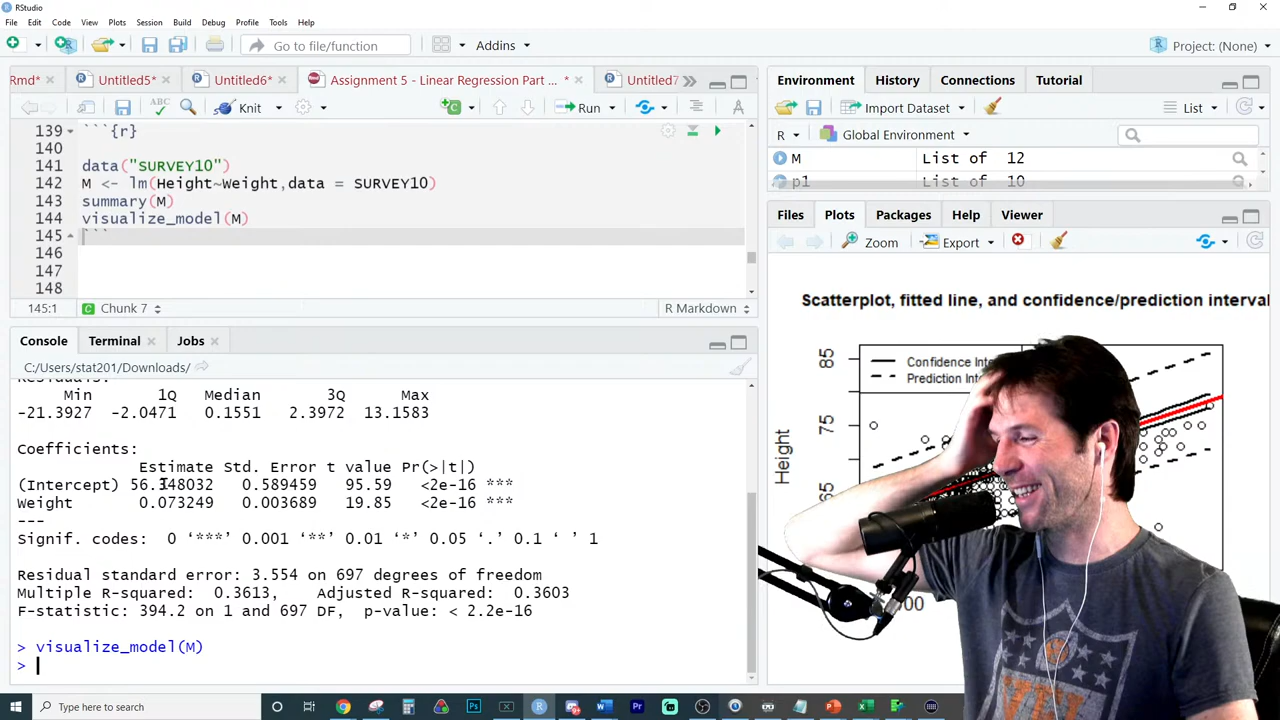 RStudio
File Edit Code View Plots Session Build Debug Profile Tools Help
Go to file/function
Addins
Project: (None)
Rmd*
Untitled5*
Untitled6*
Assignment 5 - Linear Regression Part ... *
Untitled7
Knit
Run
139 ```{r}
140
141 data("SURVEY10")
142 M <- lm(Height~Weight,data = SURVEY10)
143 summary(M)
144 visualize_model(M)
145 ```
146
147
148
145:1 Chunk 7 R Markdown
Console Terminal Jobs
C:/Users/stat201/Downloads/
Residuals:
Min 1Q Median 3Q Max
-21.3927 -2.0471 0.1551 2.3972 13.1583
Coefficients:
Estimate Std. Error t value Pr(>|t|)
(Intercept) 56.348032 0.589459 95.59 <2e-16 ***
Weight 0.073249 0.003689 19.85 <2e-16 ***
---
Signif. codes: 0 ‘***’ 0.001 ‘**’ 0.01 ‘*’ 0.05 ‘.’ 0.1 ‘ ’ 1
Residual standard error: 3.554 on 697 degrees of freedom
Multiple R-squared: 0.3613, Adjusted R-squared: 0.3603
F-statistic: 394.2 on 1 and 697 DF, p-value: < 2.2e-16
> visualize_model(M)
>
Environment History Connections Tutorial
Import Dataset
List
R Global Environment
M List of 12
p1 List of 10
Files Plots Packages Help Viewer
Zoom Export
Scatterplot, fitted line, and confidence/prediction interval
Confidence Inte
Prediction Inte
85
75
65
Height
00
NFL
Type here to search